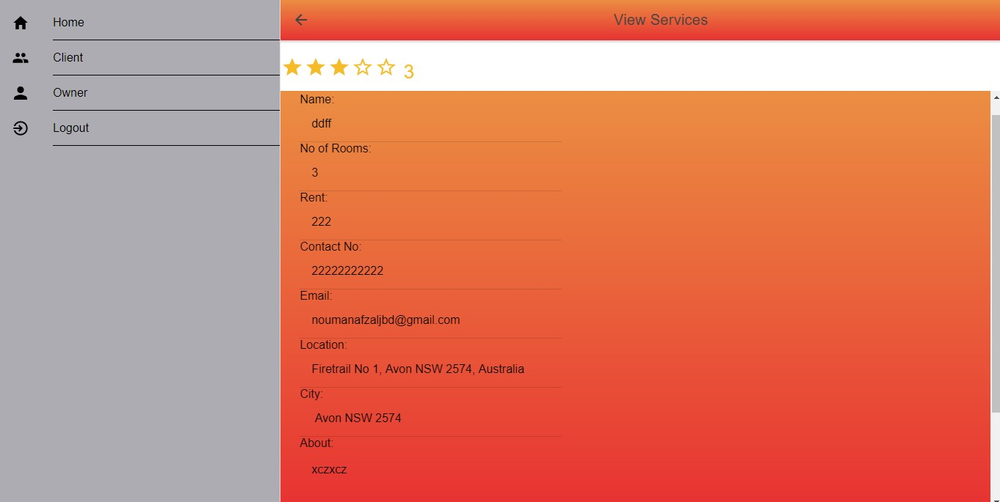 Home
Client
Owner
Logout
View Services
3
Name:
ddff
No of Rooms:
3
Rent:
222
Contact No:
22222222222
Email:
noumanafzaljbd@gmail.com
Location:
Firetrail No 1, Avon NSW 2574, Australia
City:
Avon NSW 2574
About:
xczxcz